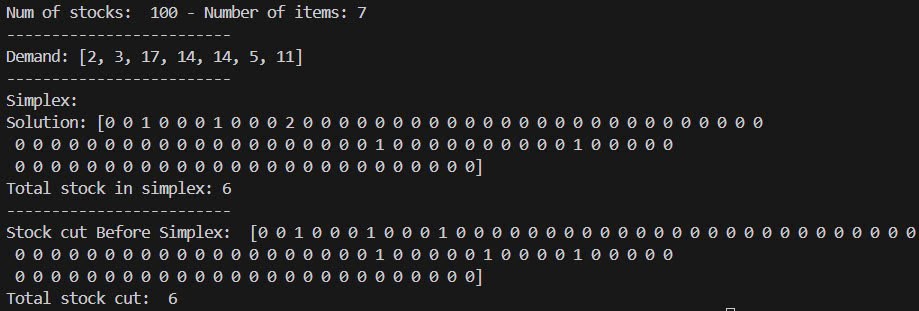 Num of stocks:  100 - Number of items: 7
-------------------------
Demand: [2, 3, 17, 14, 14, 5, 11]
-------------------------
Simplex:
Solution: [0 0 1 0 0 0 1 0 0 0 2 0 0 0 0 0 0 0 0 0 0 0 0 0 0 0 0 0 0 0 0 0 0 0 0 0 0
 0 0 0 0 0 0 0 0 0 0 0 0 0 0 0 0 0 0 0 0 1 0 0 0 0 0 0 0 0 0 0 1 0 0 0 0 0
 0 0 0 0 0 0 0 0 0 0 0 0 0 0 0 0 0 0 0 0 0 0 0 0 0 0]
Total stock in simplex: 6
-------------------------
Stock cut Before Simplex:  [0 0 1 0 0 0 1 0 0 0 1 0 0 0 0 0 0 0 0 0 0 0 0 0 0 0 0 0 0 0 0 0 0 0 0 0 0
 0 0 0 0 0 0 0 0 0 0 0 0 0 0 0 0 0 0 0 0 1 0 0 0 0 0 1 0 0 0 0 1 0 0 0 0 0
 0 0 0 0 0 0 0 0 0 0 0 0 0 0 0 0 0 0 0 0 0 0 0 0 0 0]
Total stock cut:  6